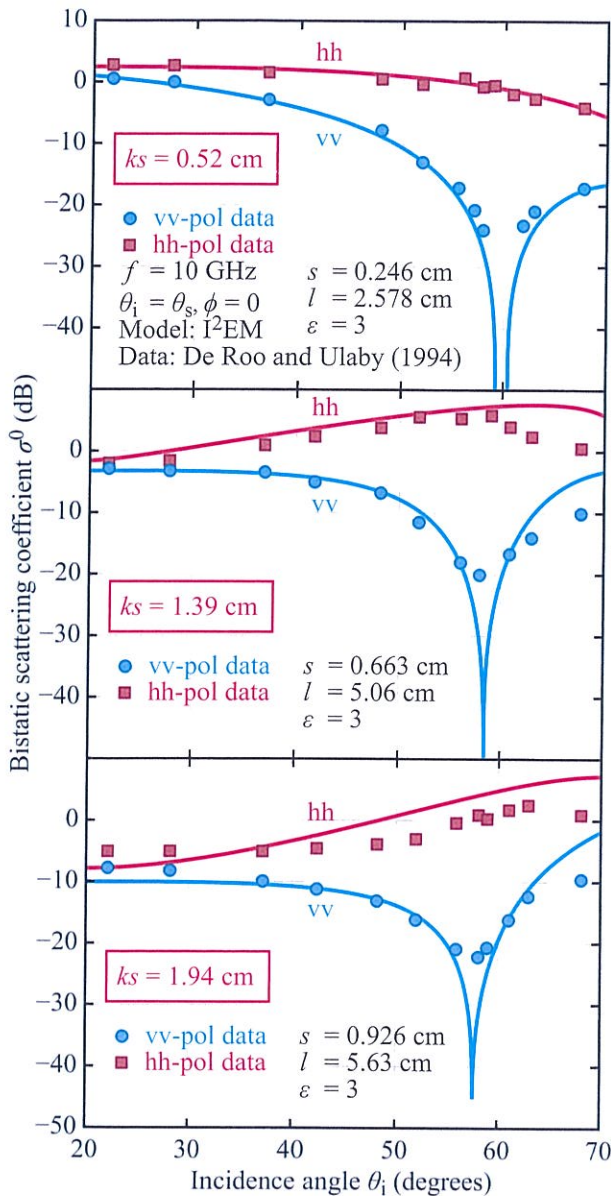 10
hh
0
−10
vv
ks = 0.52 cm
−20
vv-pol data
hh-pol data
−30
f = 10 GHz s = 0.246 cm
θi = θs, ϕ = 0 l = 2.578 cm
−40
Model: I²EM ε = 3
Data: De Roo and Ulaby (1994)
hh
0
−10
vv
−20
ks = 1.39 cm
−30
vv-pol data s = 0.663 cm
hh-pol data l = 5.06 cm
−40
ε = 3
hh
0
−10
vv
−20
ks = 1.94 cm
−30
vv-pol data s = 0.926 cm
−40
hh-pol data l = 5.63 cm
ε = 3
−50
20 30 40 50 60 70
Incidence angle θi (degrees)
Bistatic scattering coefficient σ⁰ (dB)